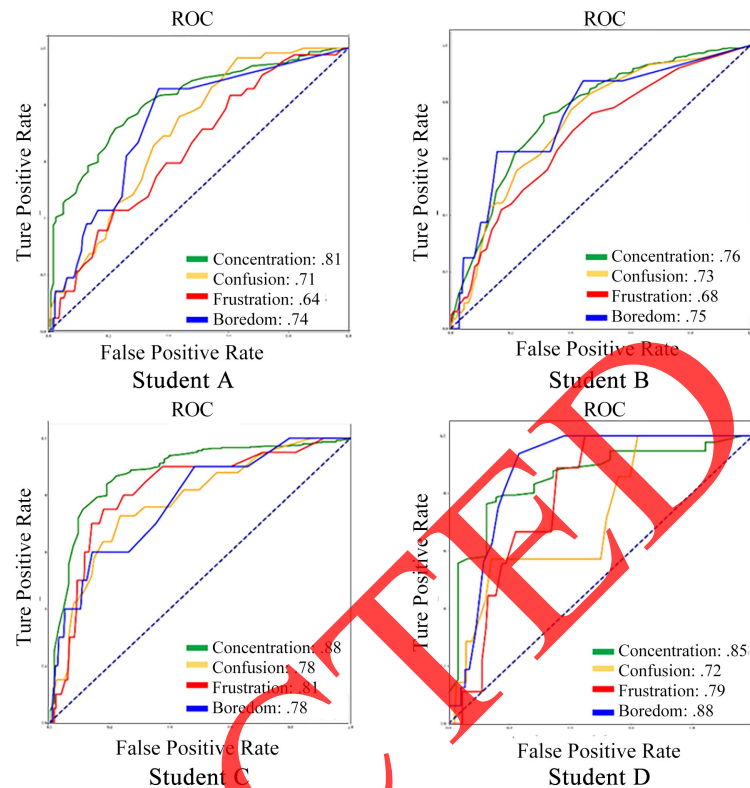 ROC
Ture Positive Rate
Concentration: .81
Confusion: .71
Frustration: .64
Boredom: .74
False Positive Rate
Student A
ROC
Ture Positive Rate
Concentration: .76
Confusion: .73
Frustration: .68
Boredom: .75
False Positive Rate
Student B
ROC
Ture Positive Rate
Concentration: .88
Confusion: .78
Frustration: .81
Boredom: .78
False Positive Rate
Student C
ROC
Ture Positive Rate
Concentration: .85
Confusion: .72
Frustration: .79
Boredom: .88
False Positive Rate
Student D
CTED